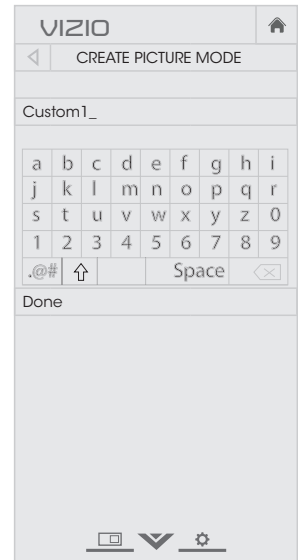 VIZIO
CREATE PICTURE MODE
Custom1_
a b c d e f g h i
j k l m n o p q r
s t u v w x y z 0
1 2 3 4 5 6 7 8 9
.@# Space
Done